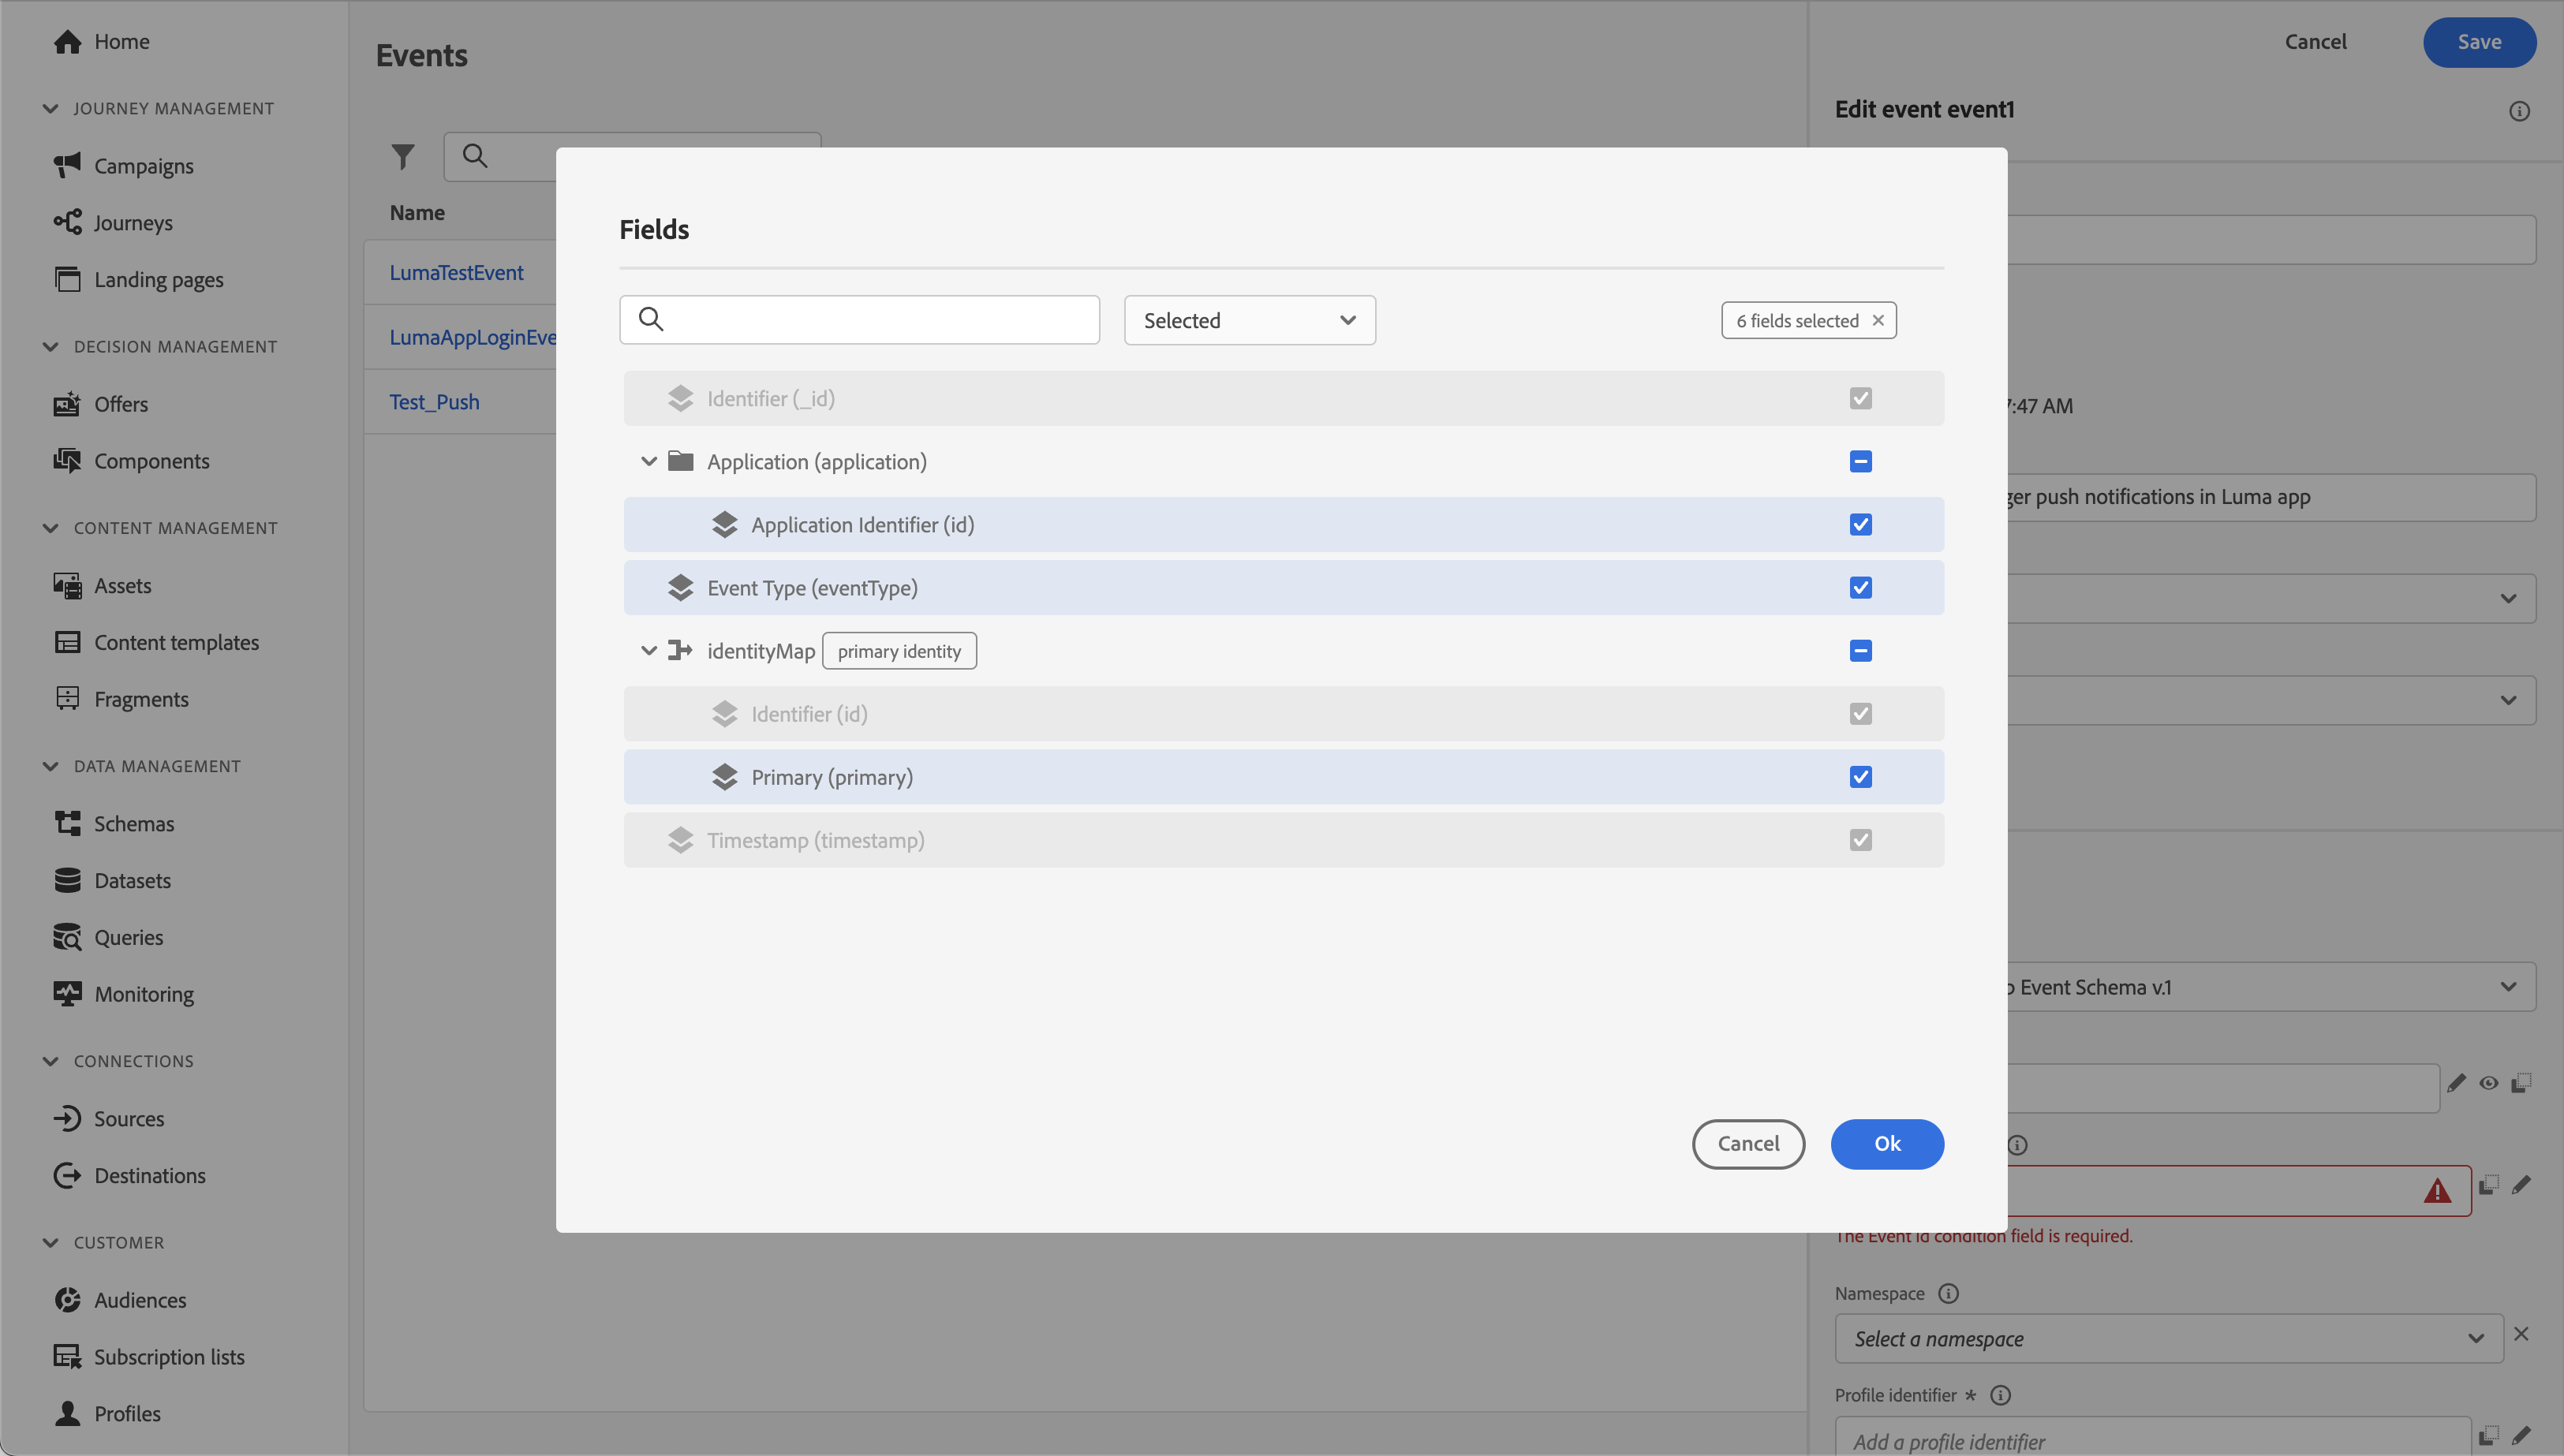 Home
JOURNEY MANAGEMENT
Campaigns
Journeys
Landing pages
DECISION MANAGEMENT
Offers
Components
CONTENT MANAGEMENT
Assets
Content templates
Fragments
DATA MANAGEMENT
Schemas
Datasets
Queries
Monitoring
CONNECTIONS
Sources
Destinations
CUSTOMER
Audiences
Subscription lists
Profiles
Events
Name
LumaTestEvent
LumaAppLoginEve
Test_Push
Fields
Selected
6 fields selected
Identifier (_id)
Application (application)
Application Identifier (id)
Event Type (eventType)
identityMap primary identity
Identifier (id)
Primary (primary)
Timestamp (timestamp)
Cancel Ok
Cancel Save
Edit event event1
7:47 AM
ger push notifications in Luma app
o Event Schema v.1
The Event id condition field is required.
Namespace
Select a namespace
Profile identifier *
Add a profile identifier